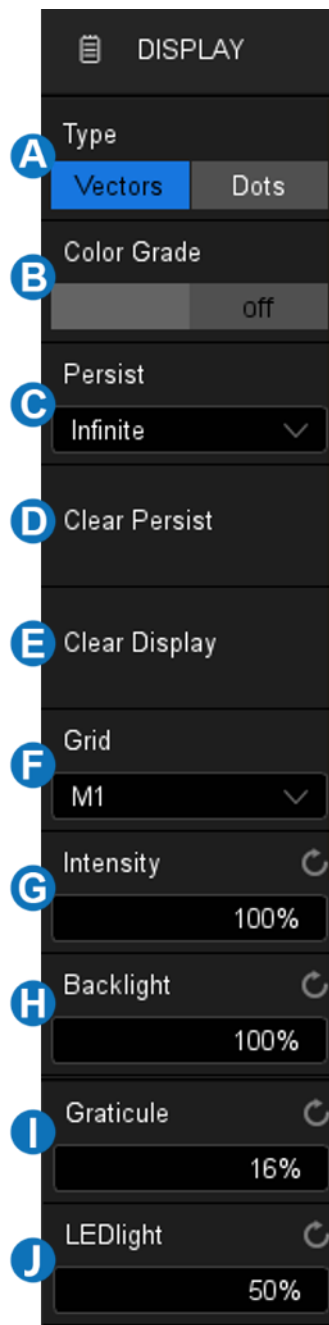 DISPLAY
Type
A
Vectors Dots
Color Grade
B
off
Persist
C
Infinite
D Clear Persist
E Clear Display
Grid
F
M1
Intensity
G
100%
Backlight
H
100%
Graticule
I
16%
LEDlight
J
50%